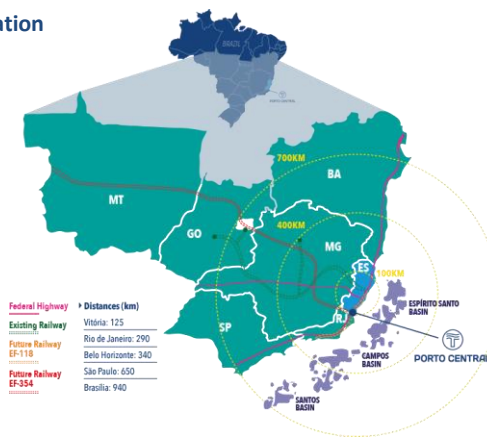 ation
BRAZIL
PORTO CENTRAL
700KM
BA
MT
400KM
GO
MG
ES
100KM
Federal Highway
Existing Railway
Future Railway
EF-118
Future Railway
EF-354
Distances (km)
Vitória: 125
Rio de Janeiro: 290
Belo Horizonte: 340
São Paulo: 650
Brasília: 940
SP
ESPÍRITO SANTO
BASIN
PORTO CENTRAL
CAMPOS
BASIN
SANTOS
BASIN